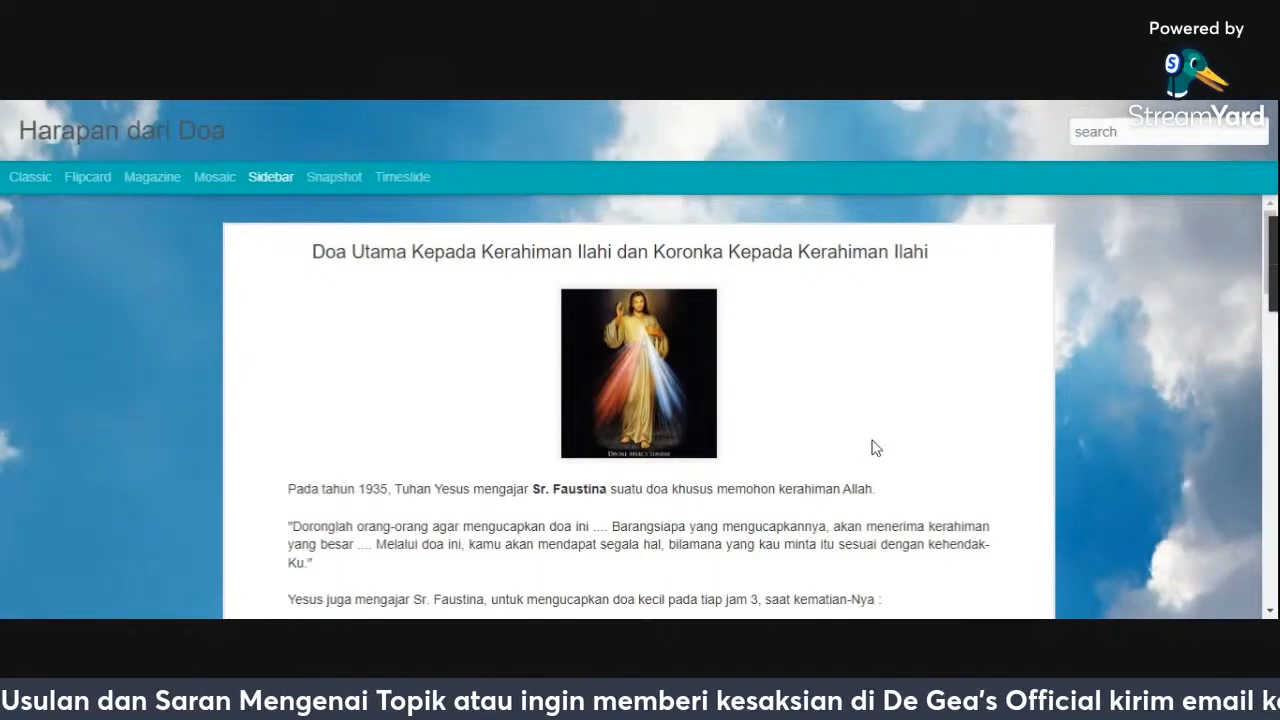 Powered by
StreamYard
Harapan dari Doa
search
Classic Flipcard Magazine Mosaic Sidebar Snapshot Timeslide
Doa Utama Kepada Kerahiman Ilahi dan Koronka Kepada Kerahiman Ilahi
DIVINE MERCY SUNDAY
Pada tahun 1935, Tuhan Yesus mengajar Sr. Faustina suatu doa khusus memohon kerahiman Allah.
"Doronglah orang-orang agar mengucapkan doa ini .... Barangsiapa yang mengucapkannya, akan menerima kerahiman
yang besar .... Melalui doa ini, kamu akan mendapat segala hal, bilamana yang kau minta itu sesuai dengan kehendak-
Ku."
Yesus juga mengajar Sr. Faustina, untuk mengucapkan doa kecil pada tiap jam 3, saat kematian-Nya :
Usulan dan Saran Mengenai Topik atau ingin memberi kesaksian di De Gea's Official kirim email